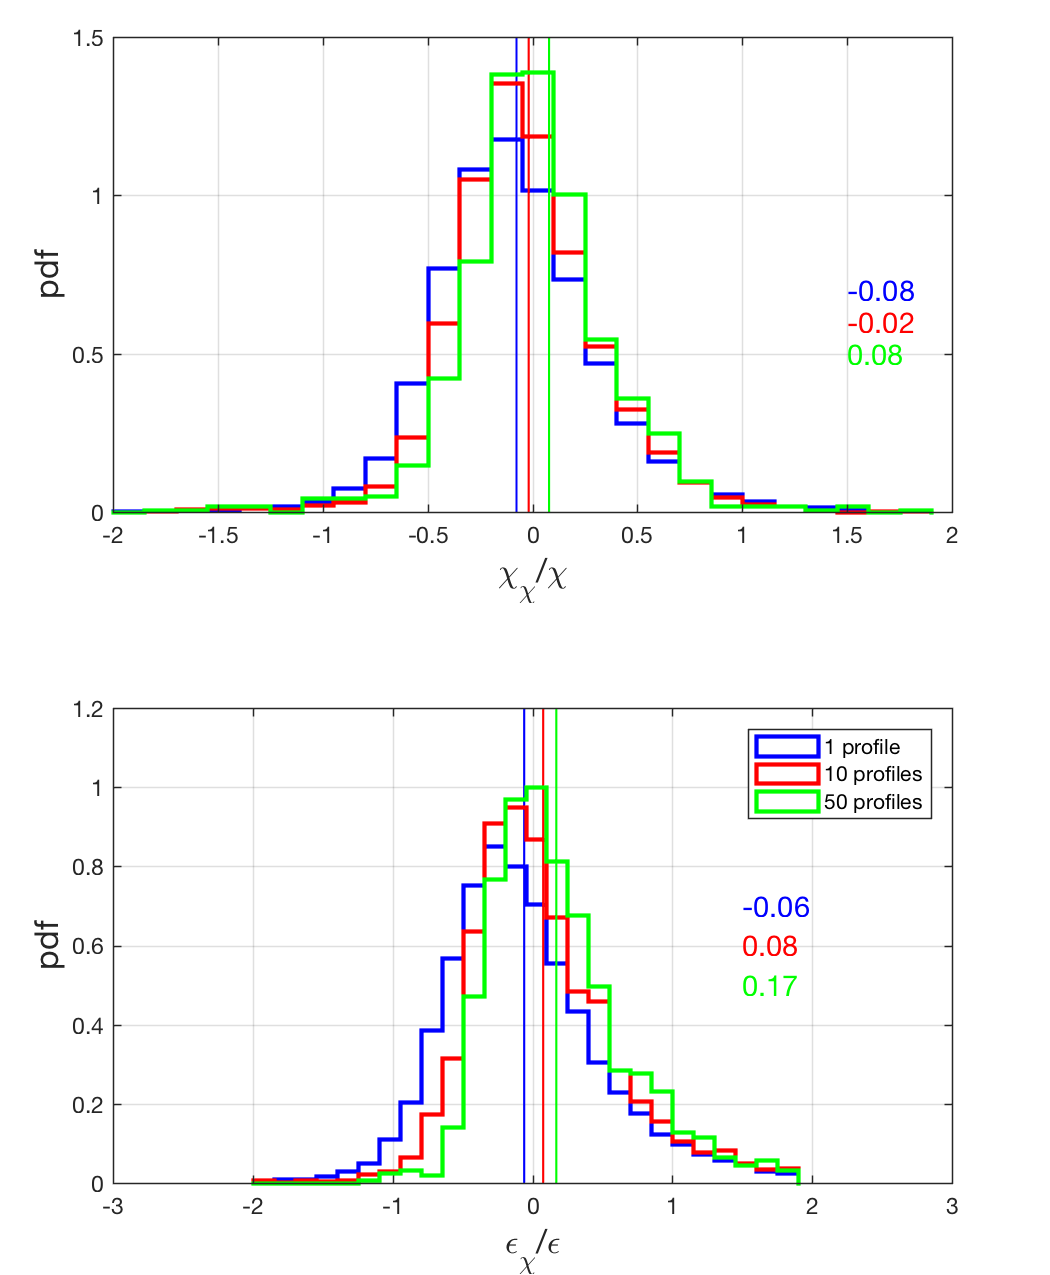 1.5
1
0.5
0
pdf
-0.08
-0.02
0.08
-2 -1.5 -1 -0.5 0 0.5 1 1.5 2
χχ/χ
1.2
1
0.8
0.6
0.4
0.2
0
pdf
1 profile
10 profiles
50 profiles
-0.06
0.08
0.17
-3 -2 -1 0 1 2 3
ϵχ/ϵ